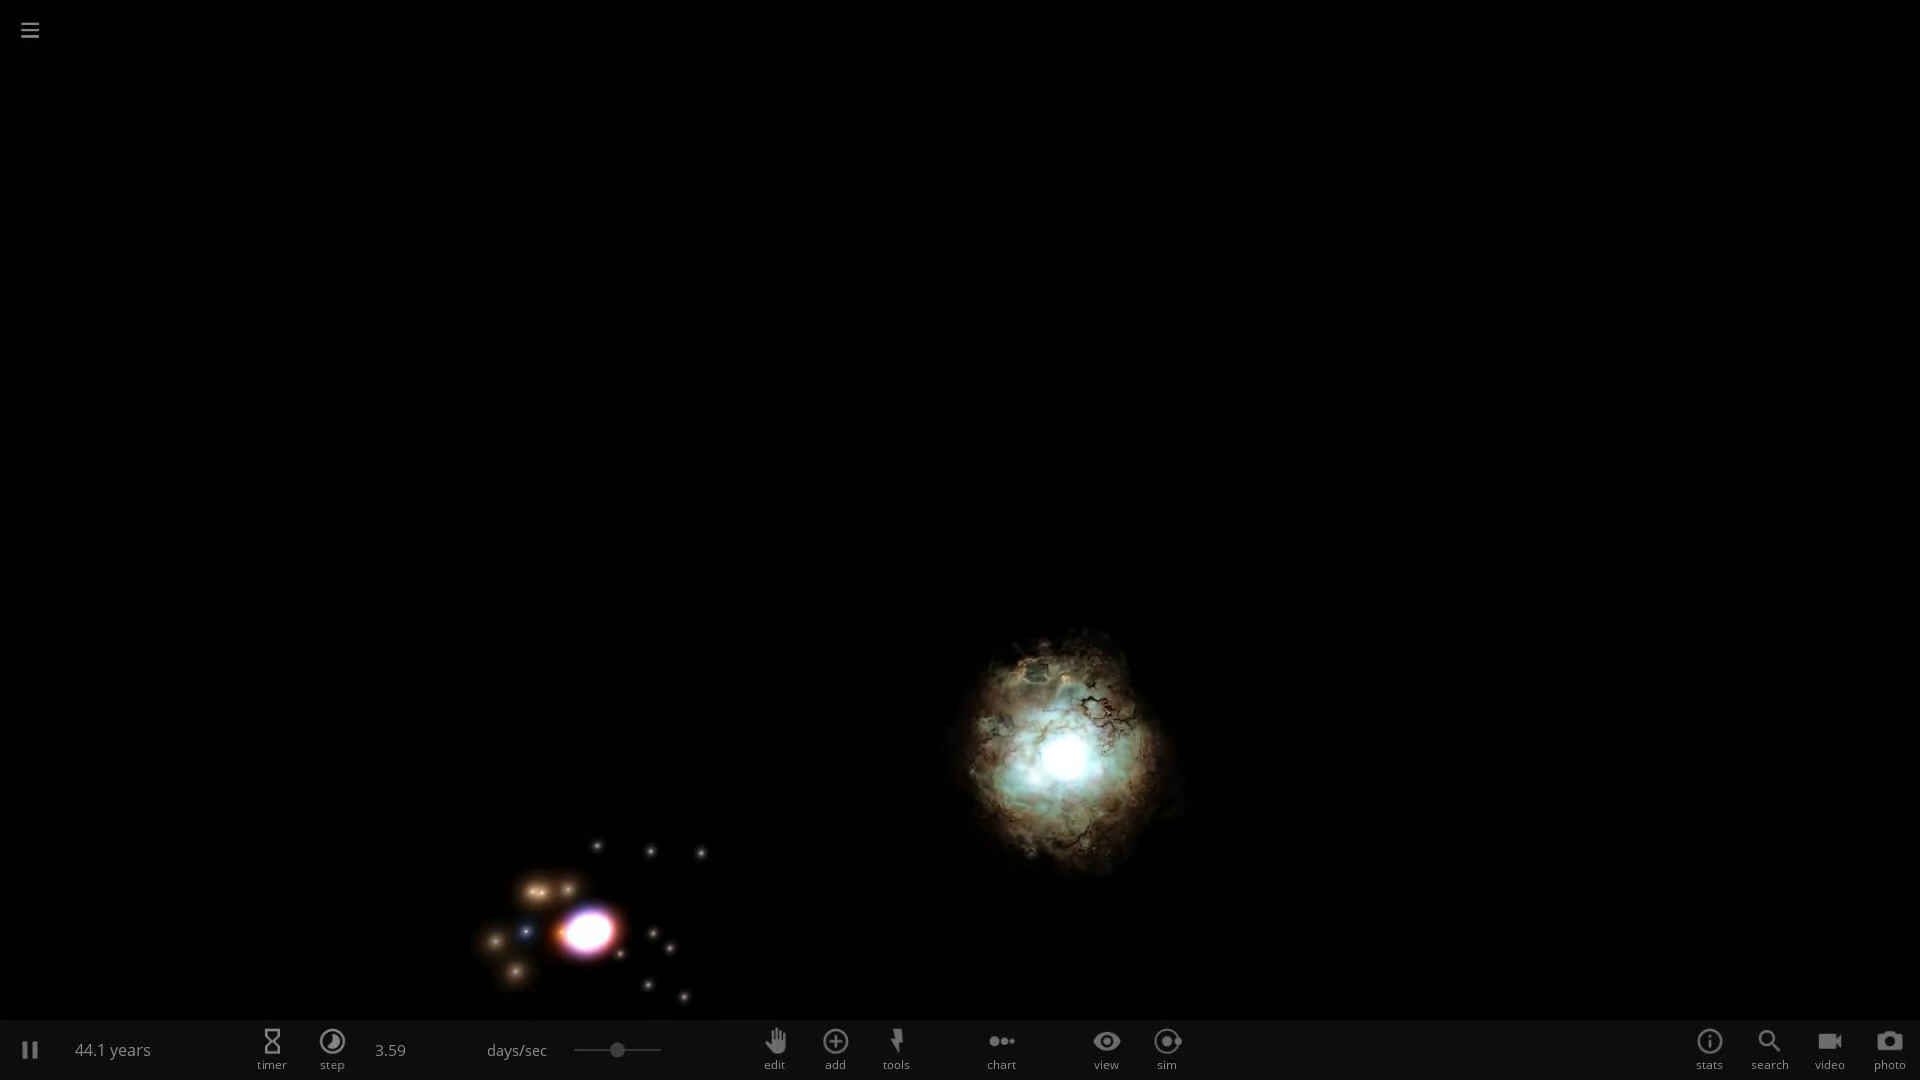 44.1 years
timer
step
3.59
days/sec
edit
add
tools
chart
view
sim
stats
search
video
photo